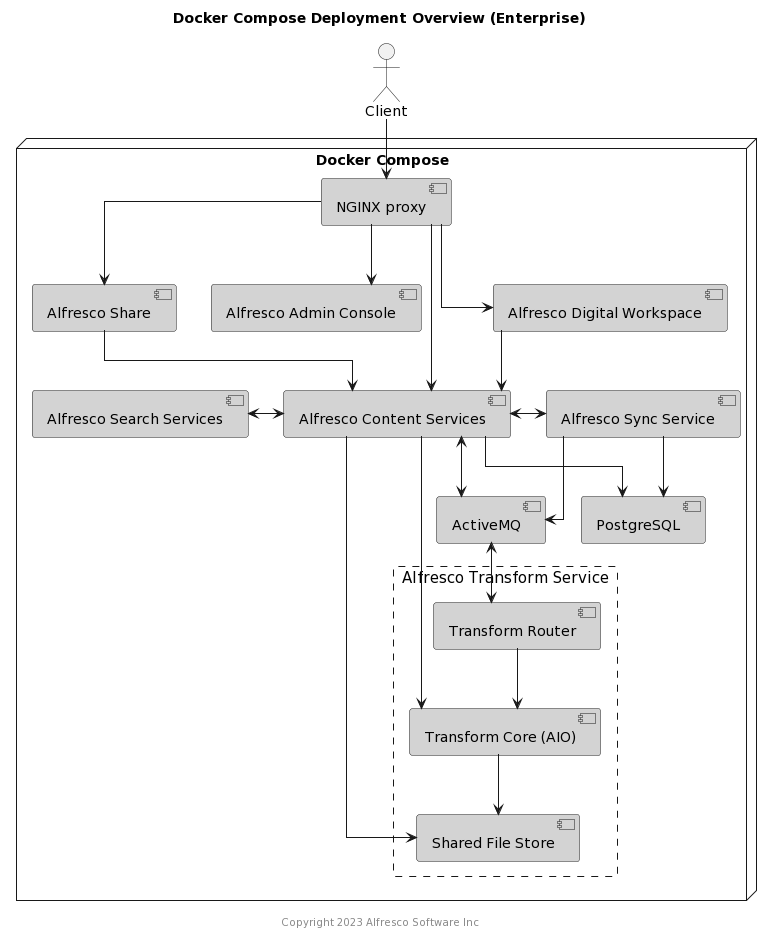 Docker Compose Deployment Overview (Enterprise)
Client
Docker Compose
NGINX proxy
Alfresco Share
Alfresco Admin Console
Alfresco Digital Workspace
Alfresco Search Services
Alfresco Content Services
Alfresco Sync Service
ActiveMQ
PostgreSQL
Alfresco Transform Service
Transform Router
Transform Core (AIO)
Shared File Store
Copyright 2023 Alfresco Software Inc